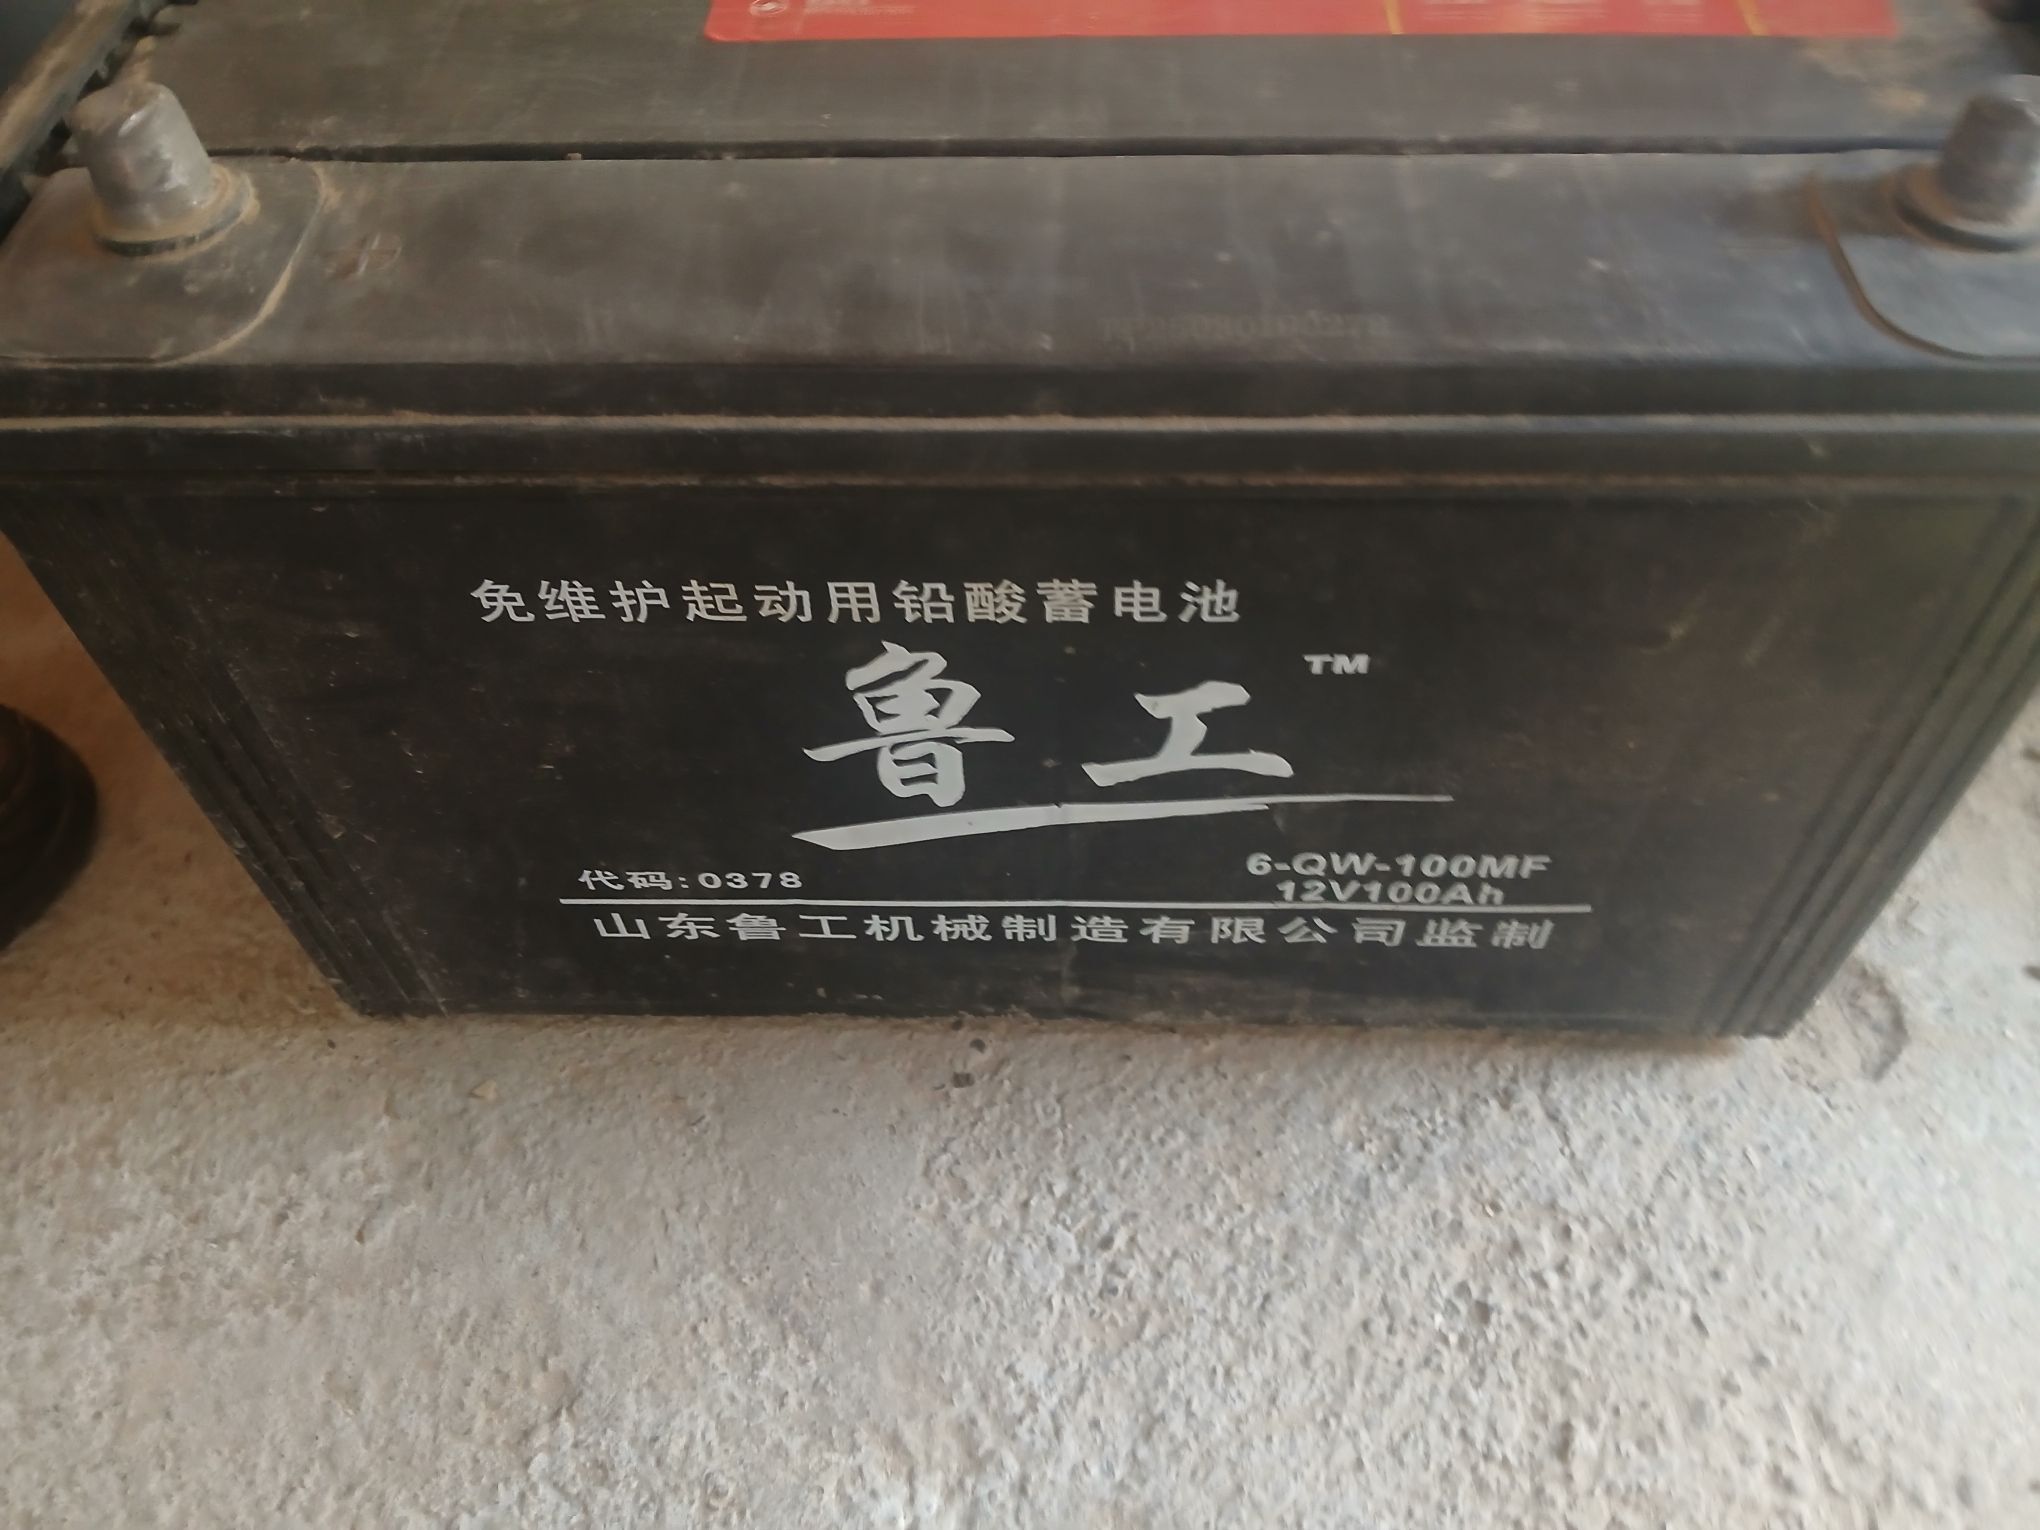 免维护起动用铅酸蓄电池
鲁工 TM
代码:0378
6-QW-100MF
12V100Ah
山东鲁工机械制造有限公司监制